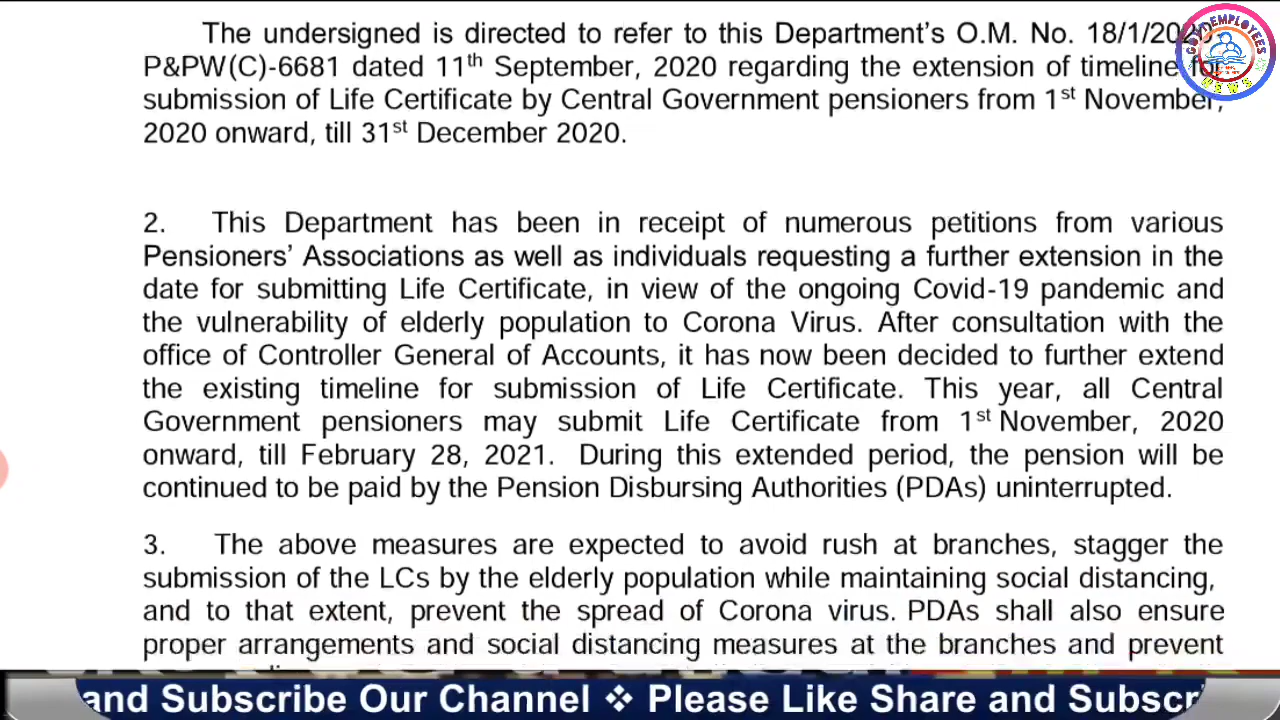 The undersigned is directed to refer to this Department's O.M. No. 18/1/2020-
P&PW(C)-6681 dated 11th September, 2020 regarding the extension of timeline for
submission of Life Certificate by Central Government pensioners from 1st November,
2020 onward, till 31st December 2020.
2. This Department has been in receipt of numerous petitions from various
Pensioners' Associations as well as individuals requesting a further extension in the
date for submitting Life Certificate, in view of the ongoing Covid-19 pandemic and
the vulnerability of elderly population to Corona Virus. After consultation with the
office of Controller General of Accounts, it has now been decided to further extend
the existing timeline for submission of Life Certificate. This year, all Central
Government pensioners may submit Life Certificate from 1st November, 2020
onward, till February 28, 2021. During this extended period, the pension will be
continued to be paid by the Pension Disbursing Authorities (PDAs) uninterrupted.
3. The above measures are expected to avoid rush at branches, stagger the
submission of the LCs by the elderly population while maintaining social distancing,
and to that extent, prevent the spread of Corona virus. PDAs shall also ensure
proper arrangements and social distancing measures at the branches and prevent
and Subscribe Our Channel ❖ Please Like Share and Subscr